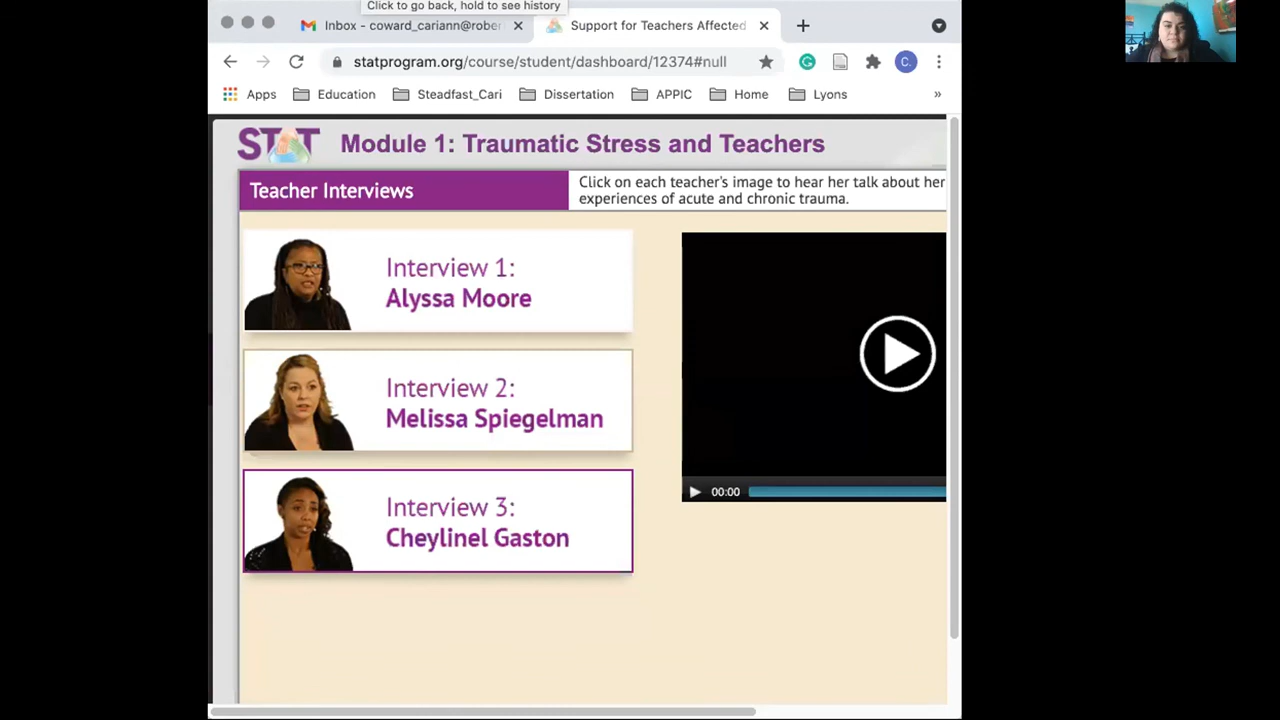 Click to go back, hold to see history
Inbox - coward_cariann@rober
Support for Teachers Affected
statprogram.org/course/student/dashboard/12374#null
C.
Apps
Education
Steadfast_Cari
Dissertation
APPIC
Home
Lyons
»
STAT
Module 1: Traumatic Stress and Teachers
Teacher Interviews
Click on each teacher's image to hear her talk about her
experiences of acute and chronic trauma.
Interview 1:
Alyssa Moore
Interview 2:
Melissa Spiegelman
Interview 3:
Cheylinel Gaston
00:00